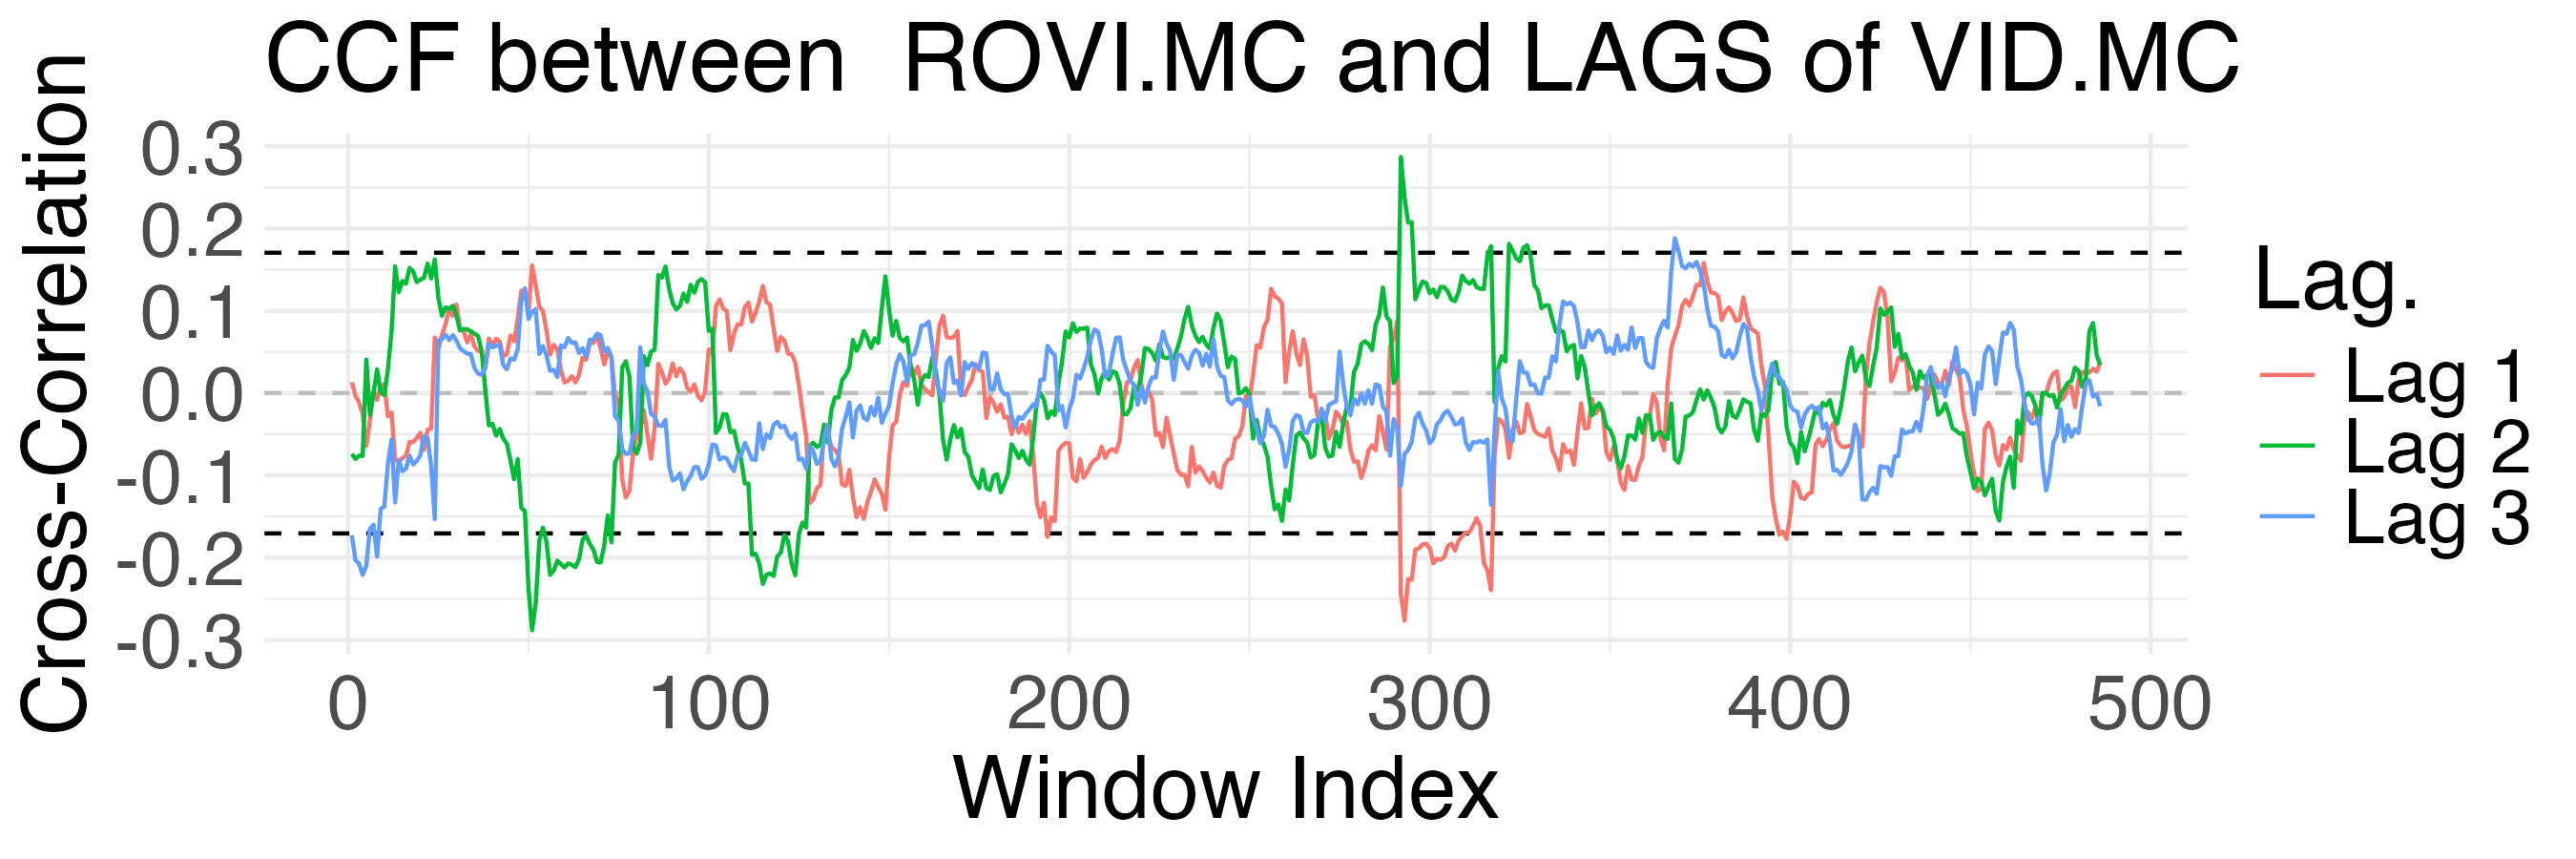 CCF between  ROVI.MC and LAGS of VID.MC
Cross-Correlation
0.3
0.2
0.1
0.0
-0.1
-0.2
-0.3
0 100 200 300 400 500
Window Index
Lag.
Lag 1
Lag 2
Lag 3